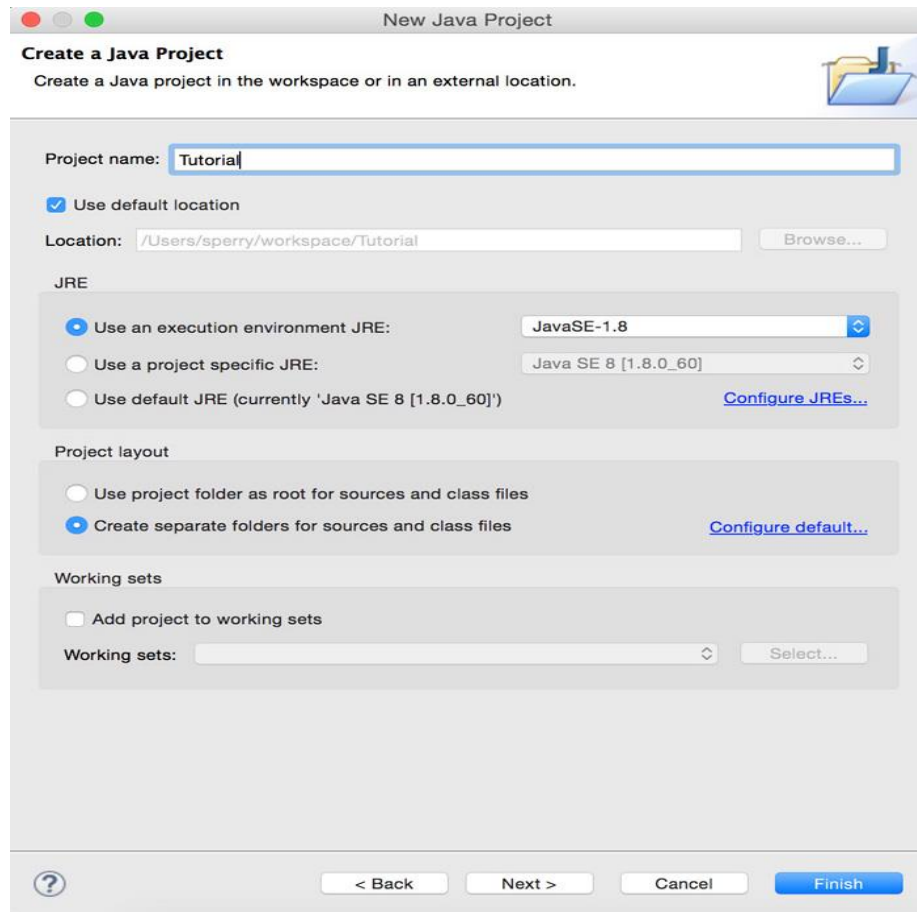 New Java Project
Create a Java Project
Create a Java project in the workspace or in an external location.
Project name: Tutorial
Use default location
Location: /Users/sperry/workspace/Tutorial Browse...
JRE
Use an execution environment JRE: JavaSE-1.8
Use a project specific JRE: Java SE 8 [1.8.0_60]
Use default JRE (currently 'Java SE 8 [1.8.0_60]') Configure JREs...
Project layout
Use project folder as root for sources and class files
Create separate folders for sources and class files Configure default...
Working sets
Add project to working sets
Working sets: Select...
? < Back Next > Cancel Finish